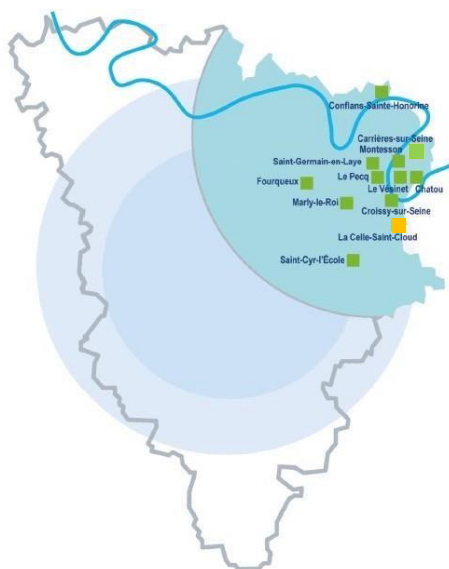 Conflans-Sainte-Honorine
Carrières-sur-Seine
Montesson
Saint-Germain-en-Laye
Fourqueux
Le Pecq
Le Vésinet
Chatou
Marly-le-Roi
Croissy-sur-Seine
La Celle-Saint-Cloud
Saint-Cyr-l'École